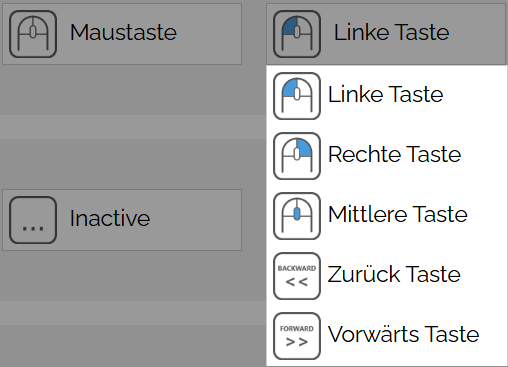 Maustaste
Linke Taste
Linke Taste
Rechte Taste
Mittlere Taste
... Inactive
BACKWARD
<< Zurück Taste
FORWARD
>> Vorwärts Taste